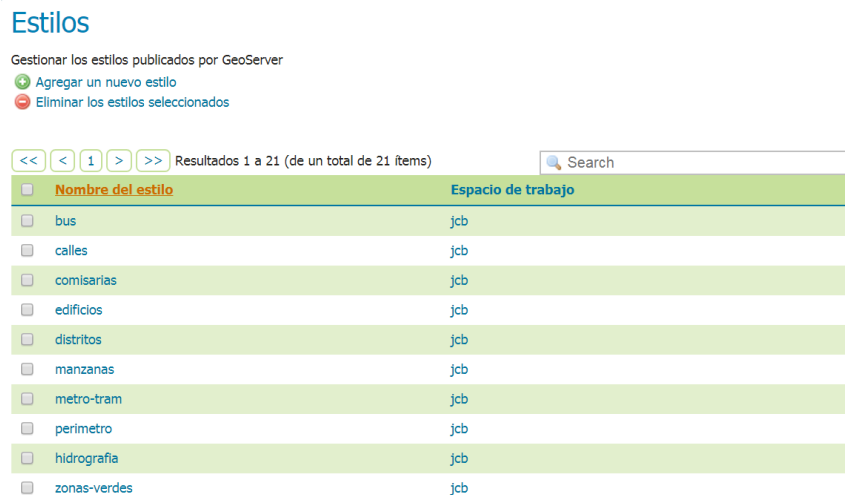 Estilos
Gestionar los estilos publicados por GeoServer
Agregar un nuevo estilo
Eliminar los estilos seleccionados
<< < 1 > >> Resultados 1 a 21 (de un total de 21 ítems) Search
Nombre del estilo Espacio de trabajo
bus jcb
calles jcb
comisarias jcb
edificios jcb
distritos jcb
manzanas jcb
metro-tram jcb
perimetro jcb
hidrografia jcb
zonas-verdes jcb